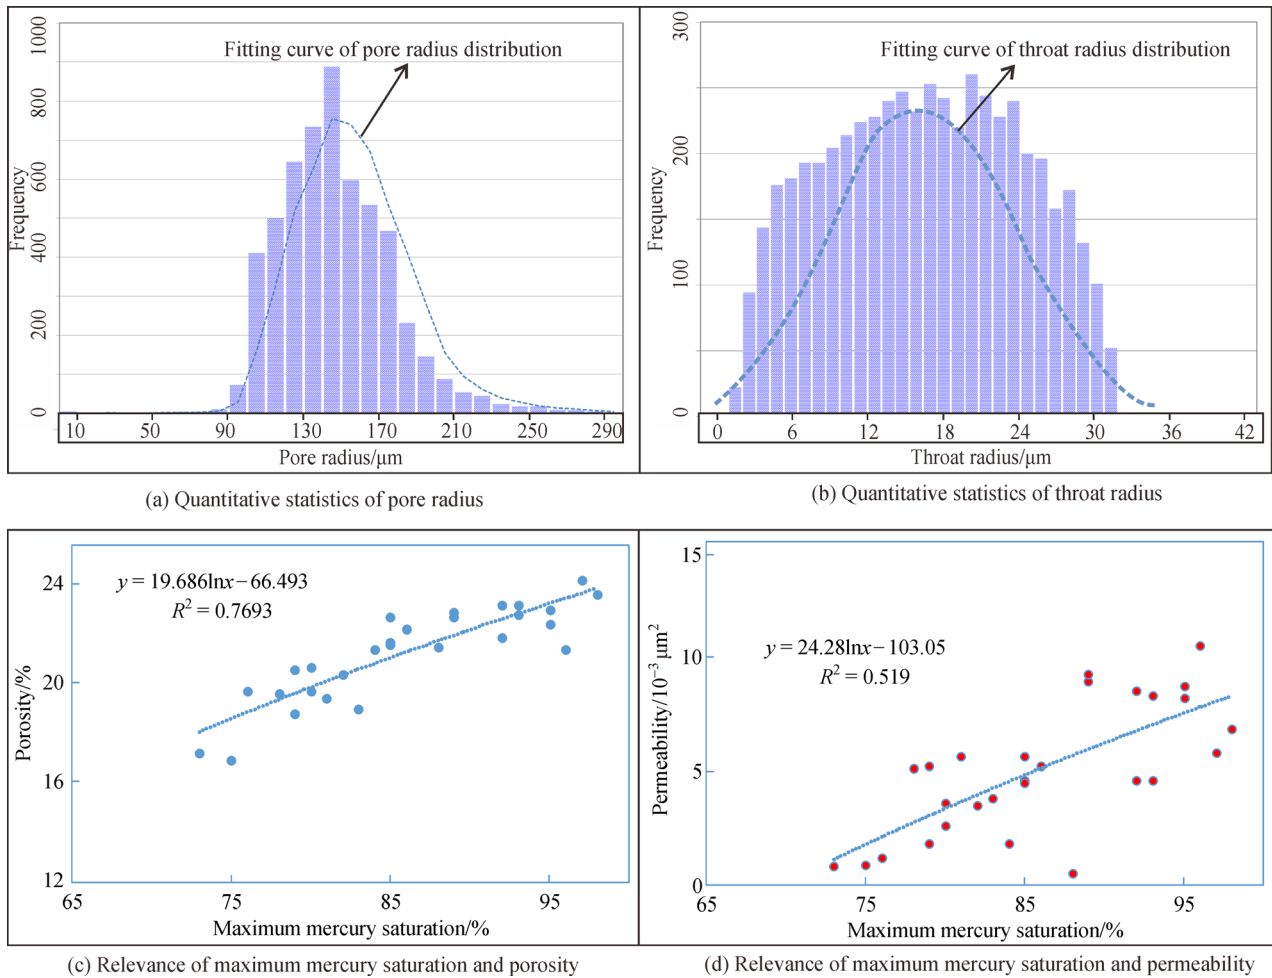 Fitting curve of pore radius distribution
1000
800
600
400
200
0
Frequency
10 50 90 130 170 210 250 290
Pore radius/μm
(a) Quantitative statistics of pore radius
Fitting curve of throat radius distribution
300
200
100
0
Frequency
0 6 12 18 24 30 36 42
Throat radius/μm
(b) Quantitative statistics of throat radius
y = 19.686lnx−66.493
R² = 0.7693
24
20
16
12
Porosity/%
65 75 85 95
Maximum mercury saturation/%
(c) Relevance of maximum mercury saturation and porosity
y = 24.28lnx−103.05
R² = 0.519
15
10
5
0
Permeability/10⁻³ μm²
65 75 85 95
Maximum mercury saturation/%
(d) Relevance of maximum mercury saturation and permeability